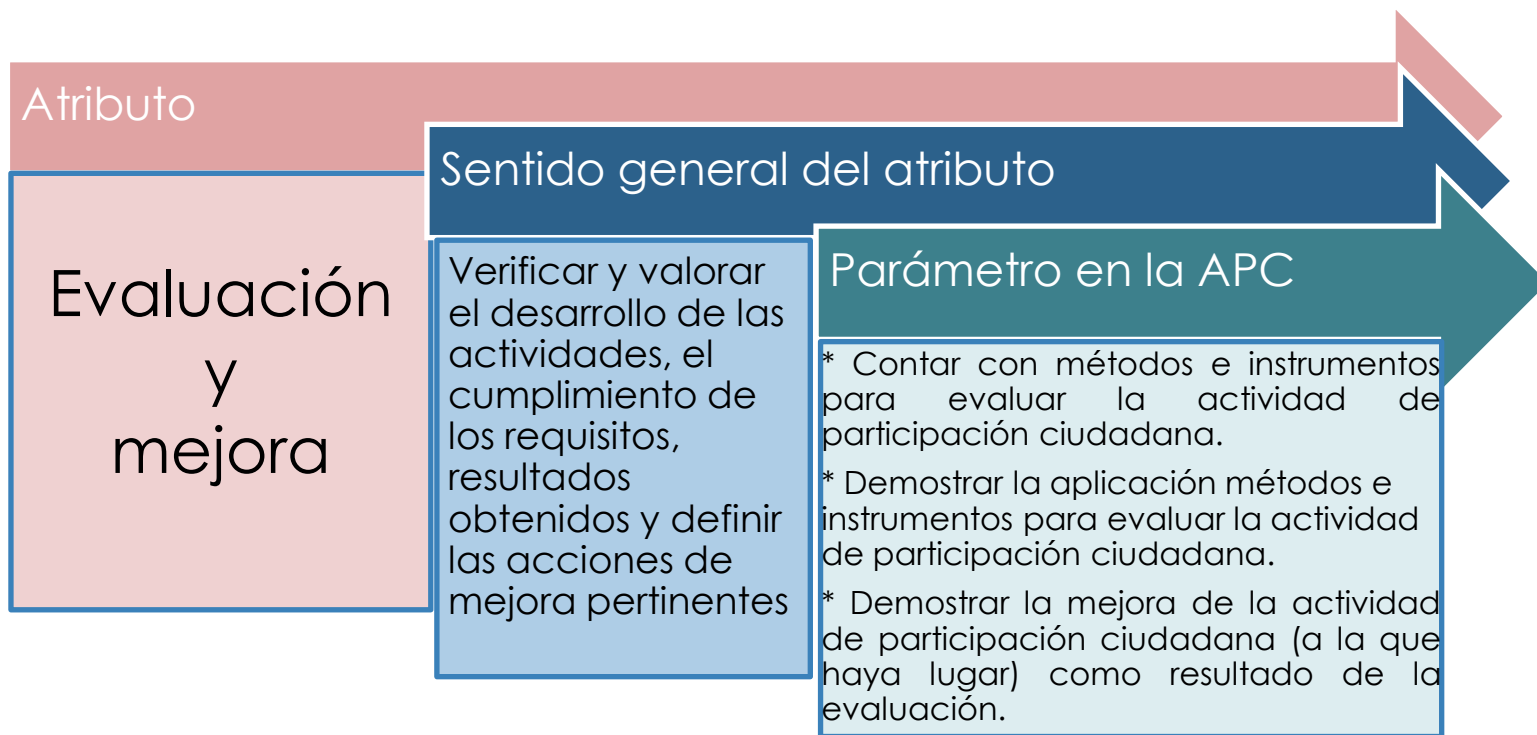 Atributo
Evaluación
y
mejora
Sentido general del atributo
Verificar y valorar
el desarrollo de las
actividades, el
cumplimiento de
los requisitos,
resultados
obtenidos y definir
las acciones de
mejora pertinentes
Parámetro en la APC
* Contar con métodos e instrumentos
para evaluar la actividad de
participación ciudadana.
* Demostrar la aplicación métodos e
instrumentos para evaluar la actividad
de participación ciudadana.
* Demostrar la mejora de la actividad
de participación ciudadana (a la que
haya lugar) como resultado de la
evaluación.